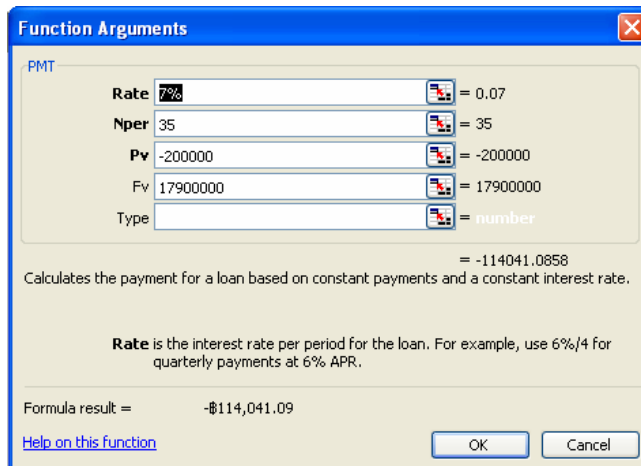 Function Arguments
PMT
Rate 7% = 0.07
Nper 35 = 35
Pv -200000 = -200000
Fv 17900000 = 17900000
Type = number
= -114041.0858
Calculates the payment for a loan based on constant payments and a constant interest rate.
Rate is the interest rate per period for the loan. For example, use 6%/4 for
quarterly payments at 6% APR.
Formula result = -฿114,041.09
Help on this function OK Cancel